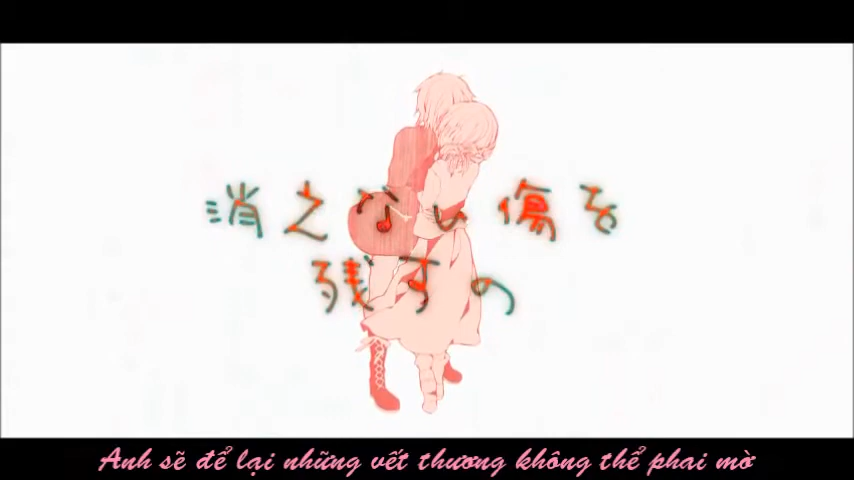 消えない傷を
残すの
Anh sẽ để lại những vết thương không thể phai mờ